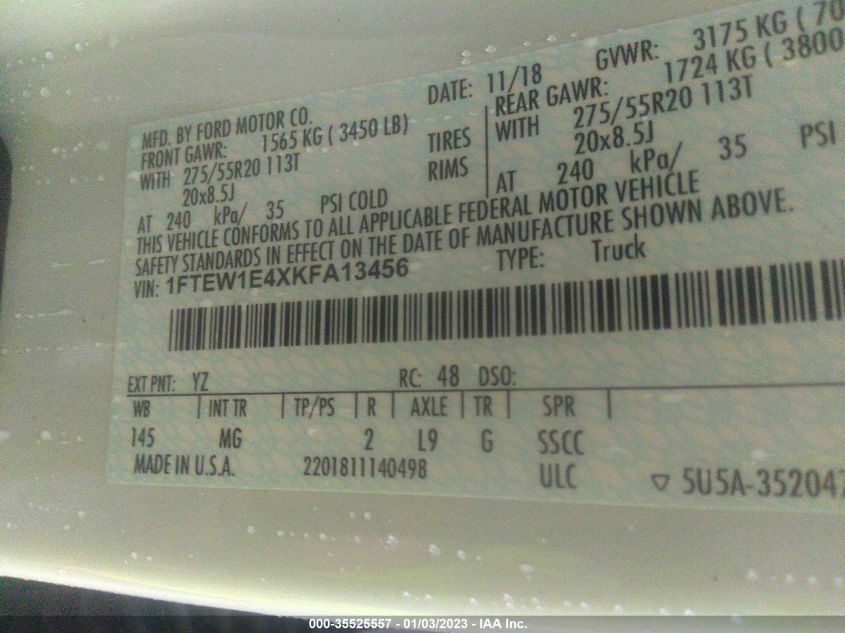 MFD. BY FORD MOTOR CO. DATE: 11/18 GVWR: 3175 KG ( 70
FRONT GAWR: 1565 KG ( 3450 LB) REAR GAWR: 1724 KG ( 3800
WITH 275/55R20 113T TIRES WITH 275/55R20 113T
20x8.5J RIMS 20x8.5J
AT 240 kPa/ 35 PSI COLD AT 240 kPa/ 35 PSI
THIS VEHICLE CONFORMS TO ALL APPLICABLE FEDERAL MOTOR VEHICLE
SAFETY STANDARDS IN EFFECT ON THE DATE OF MANUFACTURE SHOWN ABOVE.
VIN: 1FTEW1E4XKFA13456 TYPE: Truck
EXT PNT: YZ RC: 48 DSO:
WB INT TR TP/PS R AXLE TR SPR
145 MG 2 L9 G SSCC
MADE IN U.S.A. 2201811140498 ULC ▽ 5U5A-352047
000-35525557 - 01/03/2023 - IAA Inc.